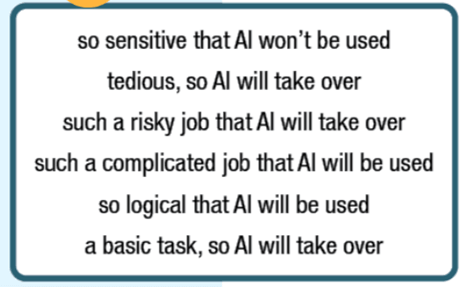 so sensitive that AI won’t be used
tedious, so AI will take over
such a risky job that AI will take over
such a complicated job that AI will be used
so logical that AI will be used
a basic task, so AI will take over